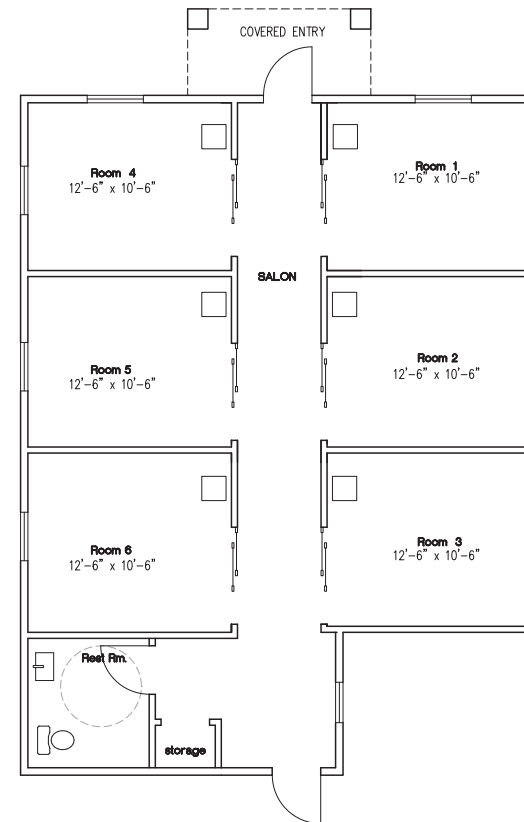 COVERED ENTRY
Room 4
12'-6" x 10'-6"
Room 1
12'-6" x 10'-6"
SALON
Room 5
12'-6" x 10'-6"
Room 2
12'-6" x 10'-6"
Room 6
12'-6" x 10'-6"
Room 3
12'-6" x 10'-6"
Rest Rm.
storage